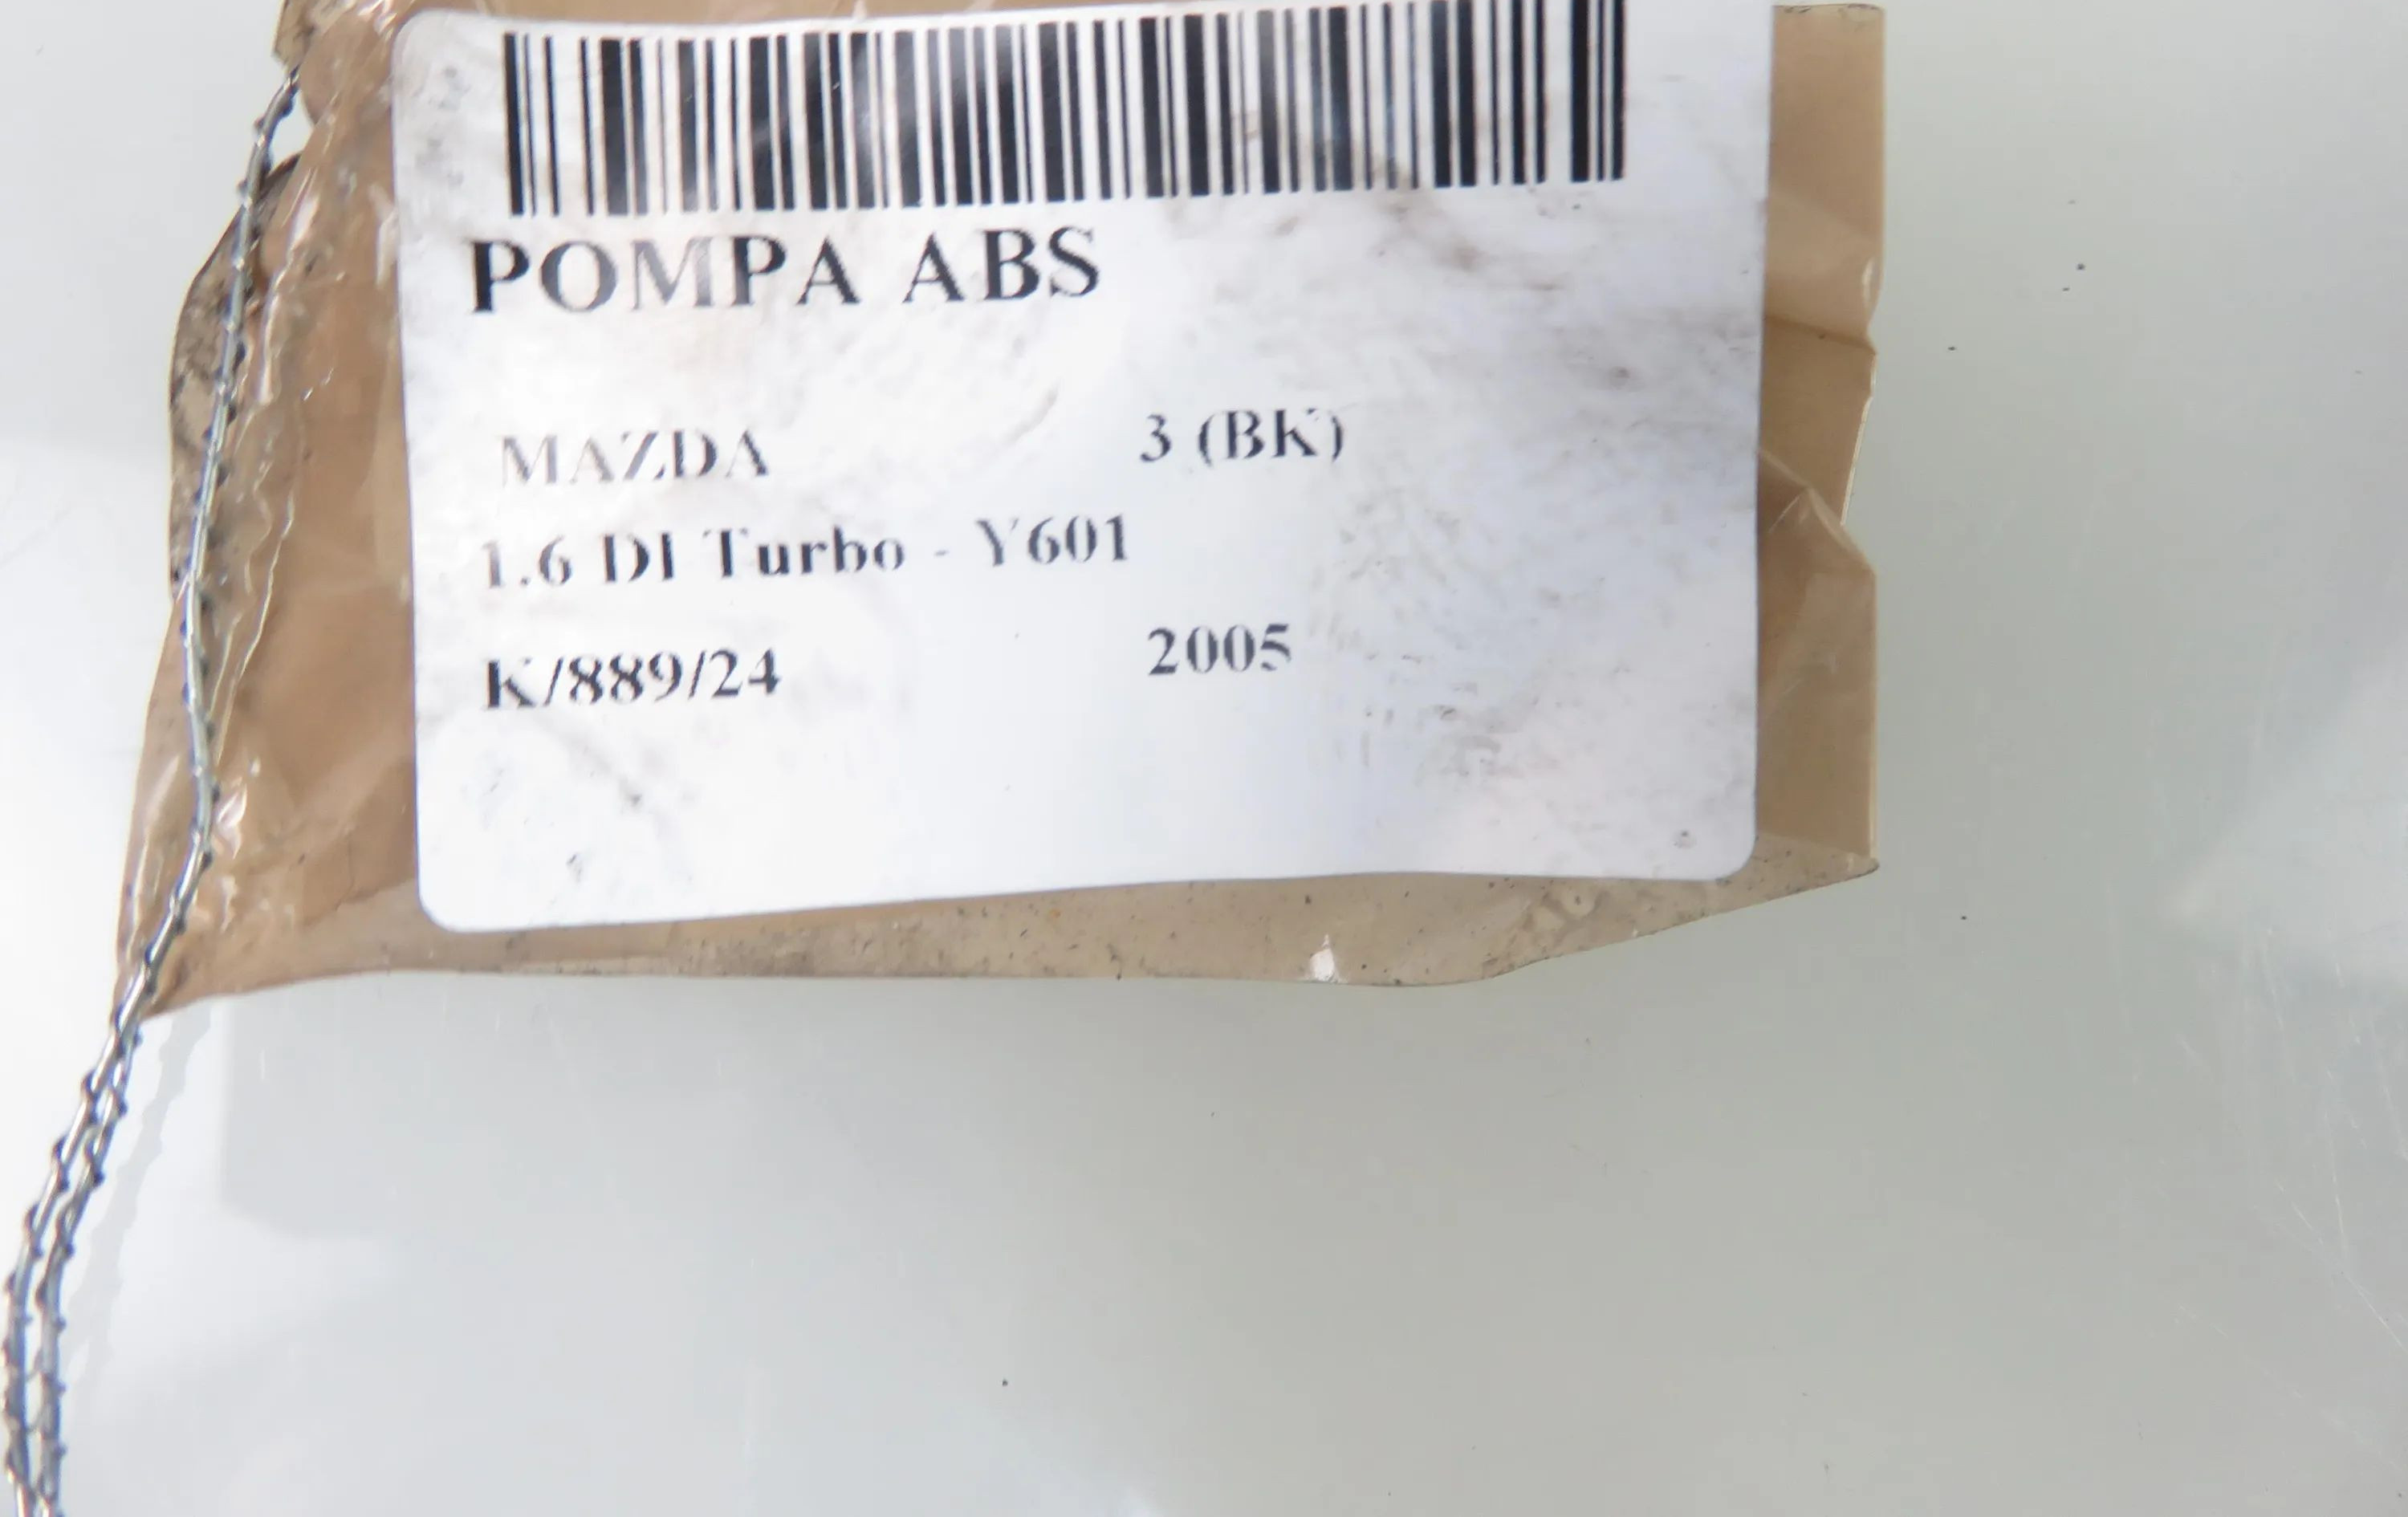 POMPA ABS
MAZDA 3 (BK)
1.6 DI Turbo - Y601
K/889/24 2005